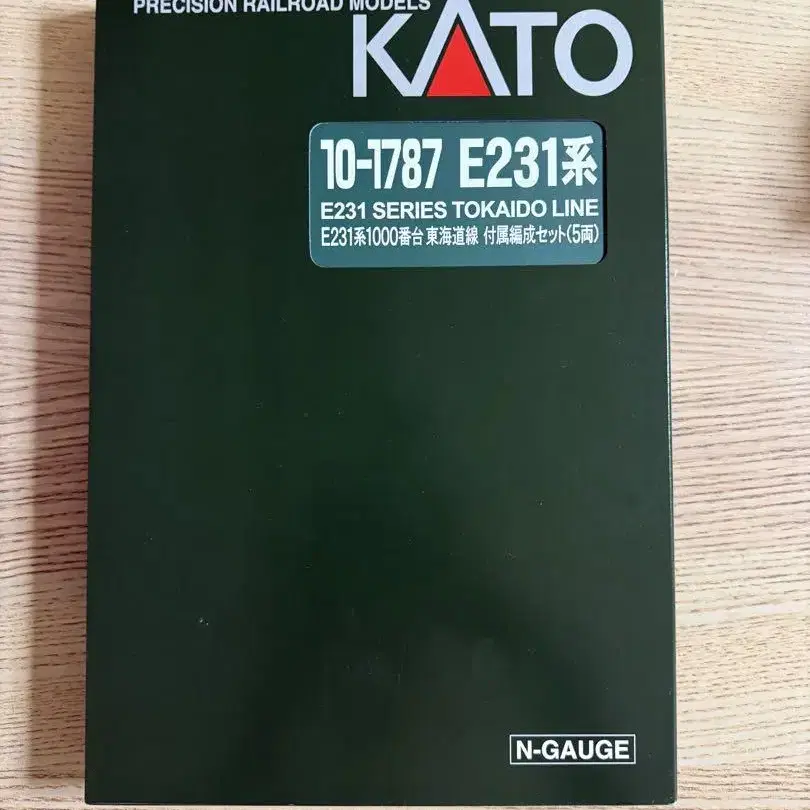 PRECISION RAILROAD MODELS
KATO
10-1787 E231系
E231 SERIES TOKAIDO LINE
E231系1000番台 東海道線 付属編成セット(5両)
N-GAUGE